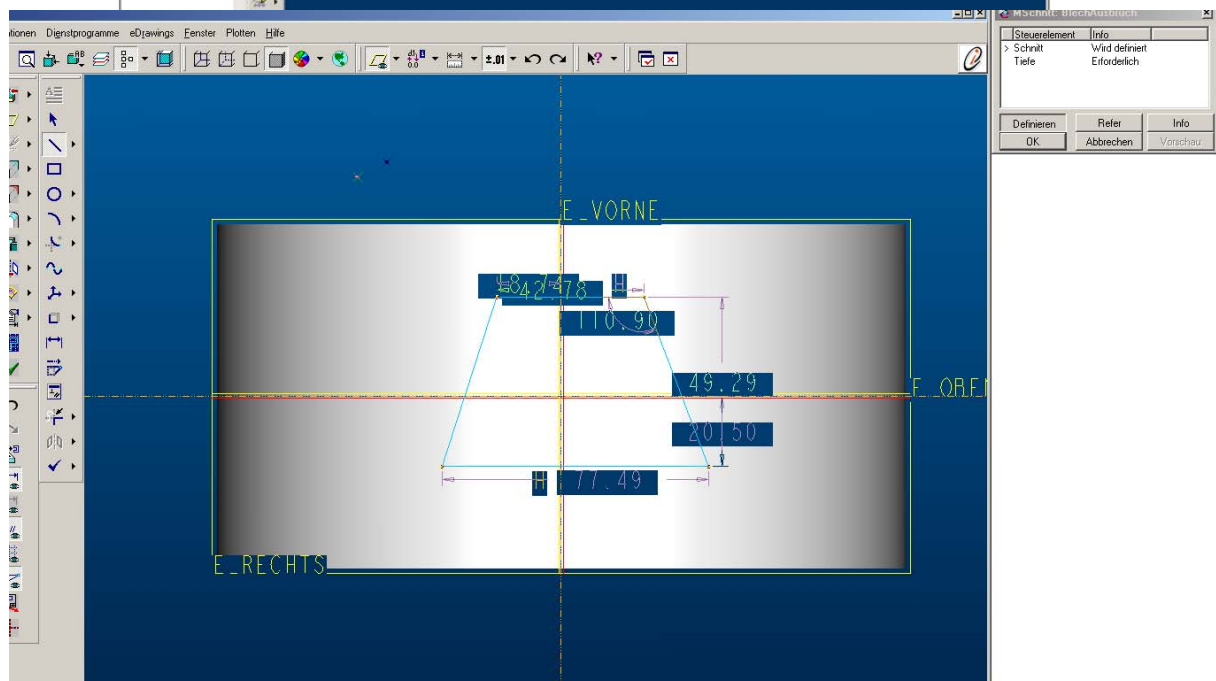 MSchnitt: BlechAusbruch
ationen Dienstprogramme eDrawings Fenster Plotten Hilfe
Steuerelement Info
> Schnitt Wird definiert
Tiefe Erforderlich
Definieren Refer Info
OK Abbrechen Vorschau
E_VORNE
H
42.78
110.90
49.29
E_OBEN
20.50
H 77.49
E_RECHTS